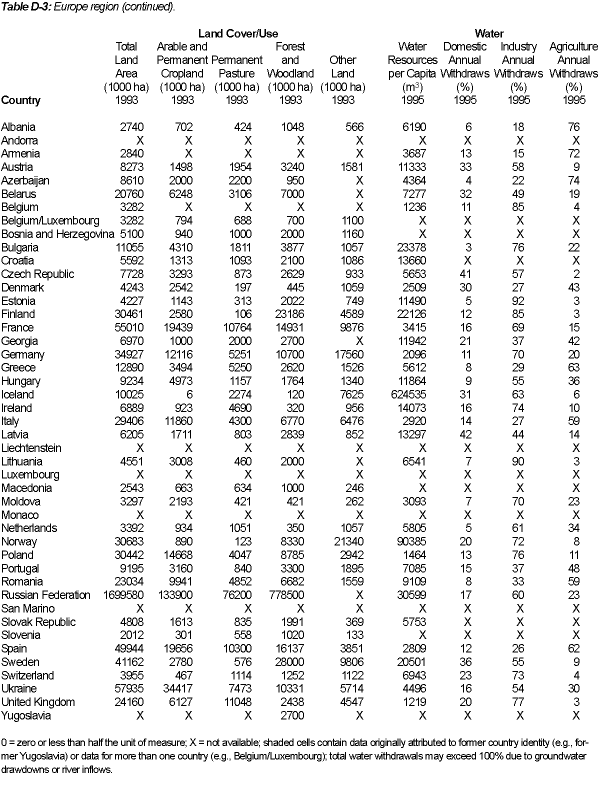 Table D-3: Europe region (continued).
Land Cover/Use Water
Total Arable and Forest Water Domestic Industry Agriculture
Land Permanent Permanent and Other Resources Annual Annual Annual
Area Cropland Pasture Woodland Land per Capita Withdraws Withdraws Withdraws
(1000 ha) (1000 ha) (1000 ha) (1000 ha) (1000 ha) (m3) (%) (%) (%)
Country 1993 1993 1993 1993 1993 1995 1995 1995 1995
Albania 2740 702 424 1048 566 6190 6 18 76
Andorra X X X X X X X X X
Armenia 2840 X X X X 3687 13 15 72
Austria 8273 1498 1954 3240 1581 11333 33 58 9
Azerbaijan 8610 2000 2200 950 X 4364 4 22 74
Belarus 20760 6248 3106 7000 X 7277 32 49 19
Belgium 3282 X X X X 1236 11 85 4
Belgium/Luxembourg 3282 794 688 700 1100 X X X X
Bosnia and Herzegovina 5100 940 1000 2000 1160 X X X X
Bulgaria 11055 4310 1811 3877 1057 23378 3 76 22
Croatia 5592 1313 1093 2100 1086 13660 X X X
Czech Republic 7728 3293 873 2629 933 5653 41 57 2
Denmark 4243 2542 197 445 1059 2509 30 27 43
Estonia 4227 1143 313 2022 749 11490 5 92 3
Finland 30461 2580 106 23186 4589 22126 12 85 3
France 55010 19439 10764 14931 9876 3415 16 69 15
Georgia 6970 1000 2000 2700 X 11942 21 37 42
Germany 34927 12116 5251 10700 17560 2096 11 70 20
Greece 12890 3494 5250 2620 1526 5612 8 29 63
Hungary 9234 4973 1157 1764 1340 11864 9 55 36
Iceland 10025 6 2274 120 7625 624535 31 63 6
Ireland 6889 923 4690 320 956 14073 16 74 10
Italy 29406 11860 4300 6770 6476 2920 14 27 59
Latvia 6205 1711 803 2839 852 13297 42 44 14
Liechtenstein X X X X X X X X X
Lithuania 4551 3008 460 2000 X 6541 7 90 3
Luxembourg X X X X X X X X X
Macedonia 2543 663 634 1000 246 X X X X
Moldova 3297 2193 421 421 262 3093 7 70 23
Monaco X X X X X X X X X
Netherlands 3392 934 1051 350 1057 5805 5 61 34
Norway 30683 890 123 8330 21340 90385 20 72 8
Poland 30442 14668 4047 8785 2942 1464 13 76 11
Portugal 9195 3160 840 3300 1895 7085 15 37 48
Romania 23034 9941 4852 6682 1559 9109 8 33 59
Russian Federation 1699580 133900 76200 778500 X 30599 17 60 23
San Marino X X X X X X X X X
Slovak Republic 4808 1613 835 1991 369 5753 X X X
Slovenia 2012 301 558 1020 133 X X X X
Spain 49944 19656 10300 16137 3851 2809 12 26 62
Sweden 41162 2780 576 28000 9806 20501 36 55 9
Switzerland 3955 467 1114 1252 1122 6943 23 73 4
Ukraine 57935 34417 7473 10331 5714 4496 16 54 30
United Kingdom 24160 6127 11048 2438 4547 1219 20 77 3
Yugoslavia X X X 2700 X X X X X
0 = zero or less than half the unit of measure; X = not available; shaded cells contain data originally attributed to former country identity (e.g., for-
mer Yugoslavia) or data for more than one country (e.g., Belgium/Luxembourg); total water withdrawals may exceed 100% due to groundwater
drawdowns or river inflows.